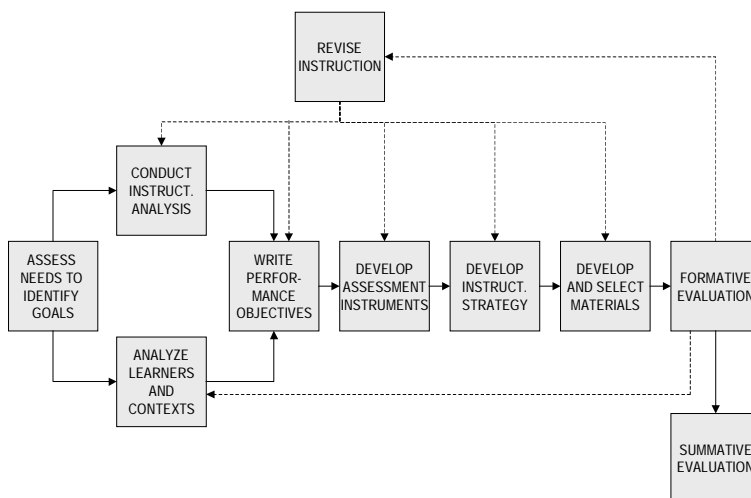 REVISE
INSTRUCTION
CONDUCT
INSTRUCT.
ANALYSIS
ASSESS
NEEDS TO
IDENTIFY
GOALS
WRITE
PERFOR-
MANCE
OBJECTIVES
DEVELOP
ASSESSMENT
INSTRUMENTS
DEVELOP
INSTRUCT.
STRATEGY
DEVELOP
AND SELECT
MATERIALS
FORMATIVE
EVALUATION
ANALYZE
LEARNERS
AND
CONTEXTS
SUMMATIVE
EVALUATION